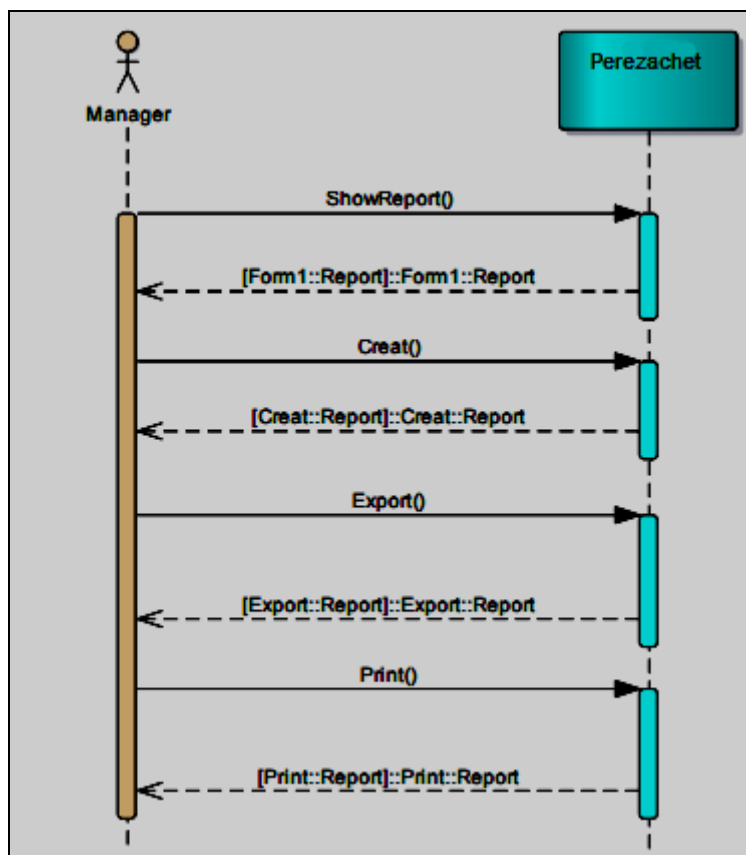 Manager
Perezachet
ShowReport()
[Form1::Report]::Form1::Report
Creat()
[Creat::Report]::Creat::Report
Export()
[Export::Report]::Export::Report
Print()
[Print::Report]::Print::Report